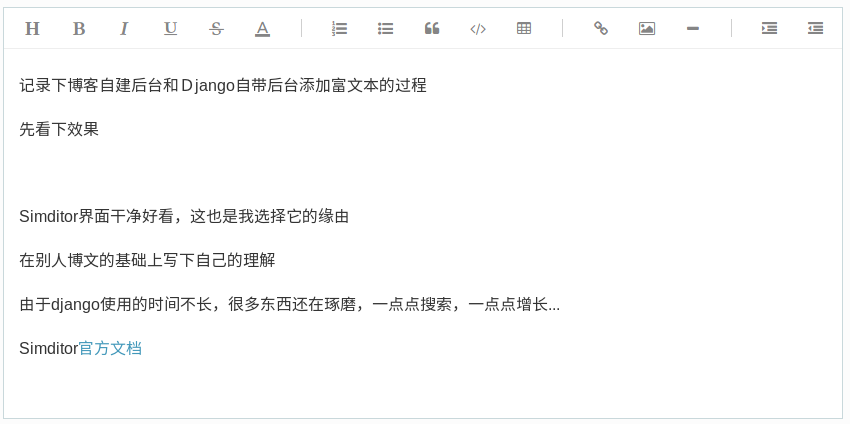 H B I U S A
记录下博客自建后台和Django自带后台添加富文本的过程
先看下效果
Simditor界面干净好看，这也是我选择它的缘由
在别人博文的基础上写下自己的理解
由于django使用的时间不长，很多东西还在琢磨，一点点搜索，一点点增长...
Simditor官方文档